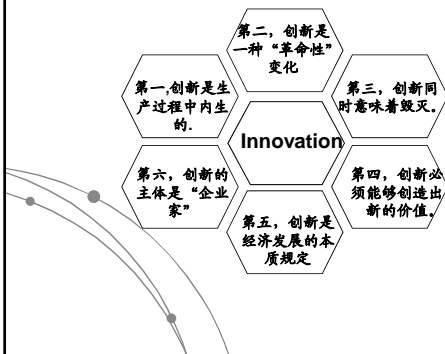 第一,创新是生
产过程中内生
的.
第二，创新是
一种“革命性”
变化
第三，创新同
时意味着毁灭。
第四，创新必
须能够创造出
新的价值。
第五，创新是
经济发展的本
质规定
第六，创新的
主体是“企业
家”
Innovation